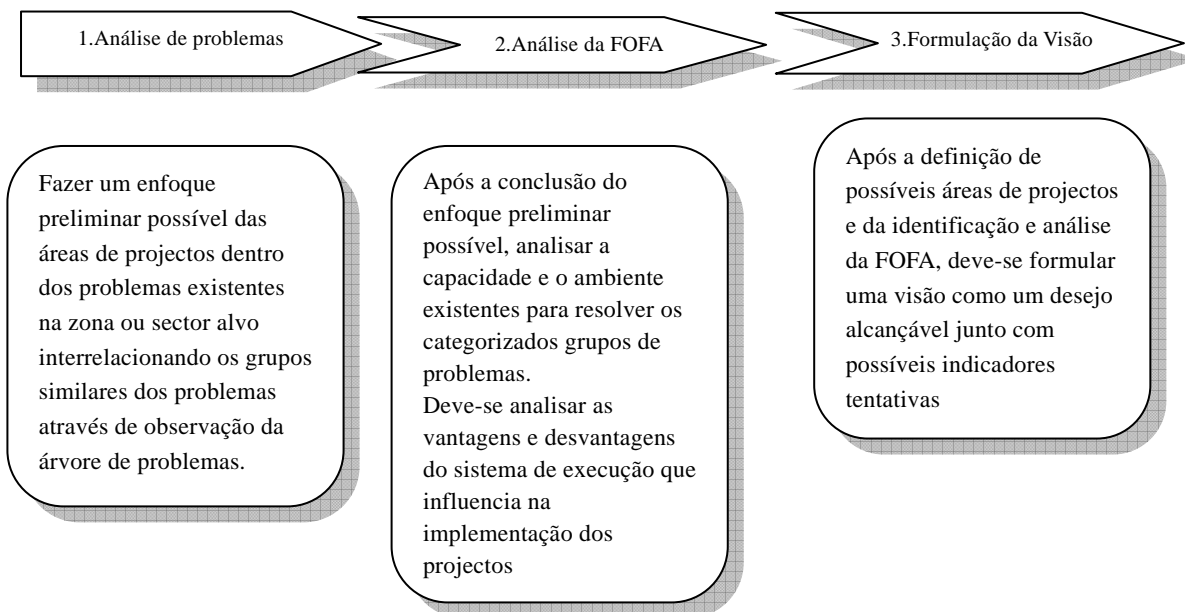 1.Análise de problemas
2.Análise da FOFA
3.Formulação da Visão
Fazer um enfoque
preliminar possível das
áreas de projectos dentro
dos problemas existentes
na zona ou sector alvo
interrelacionando os grupos
similares dos problemas
através de observação da
árvore de problemas.
Após a conclusão do
enfoque preliminar
possível, analisar a
capacidade e o ambiente
existentes para resolver os
categorizados grupos de
problemas.
Deve-se analisar as
vantagens e desvantagens
do sistema de execução que
influencia na
implementação dos
projectos
Após a definição de
possíveis áreas de projectos
e da identificação e análise
da FOFA, deve-se formular
uma visão como um desejo
alcançável junto com
possíveis indicadores
tentativas